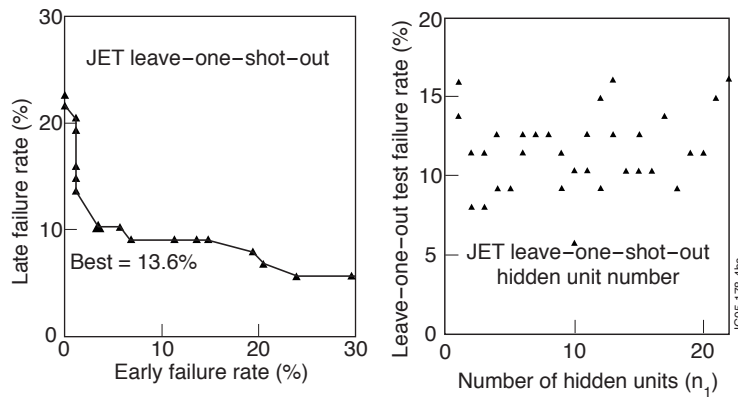 30
20
10
0
0
10
20
30
Late failure rate (%)
Early failure rate (%)
JET leave-one-shot-out
Best = 13.6%
20
15
10
5
0
0
10
20
Leave-one-out test failure rate (%)
Number of hidden units (n1)
JET leave-one-shot-out
hidden unit number